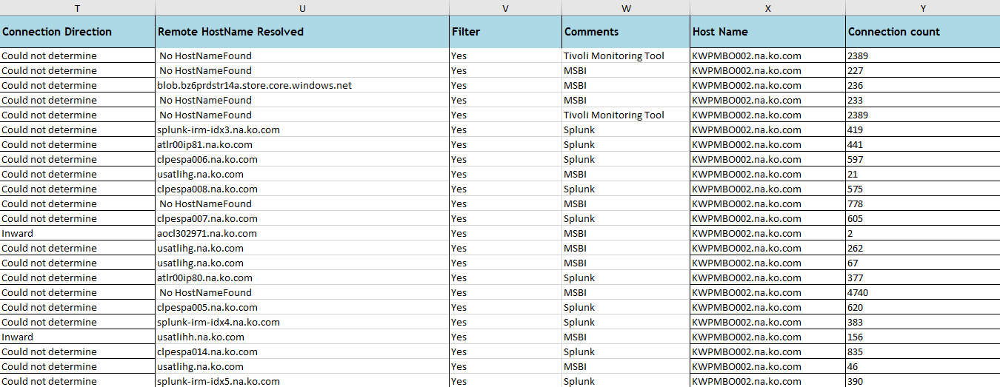 T U V W X Y
Connection Direction Remote HostName Resolved Filter Comments Host Name Connection count
Could not determine No HostNameFound Yes Tivoli Monitoring Tool KWPMBO002.na.ko.com 2389
Could not determine No HostNameFound Yes MSBI KWPMBO002.na.ko.com 227
Could not determine blob.bz6prdstr14a.store.core.windows.net Yes MSBI KWPMBO002.na.ko.com 236
Could not determine No HostNameFound Yes MSBI KWPMBO002.na.ko.com 233
Could not determine No HostNameFound Yes Tivoli Monitoring Tool KWPMBO002.na.ko.com 2389
Could not determine splunk-irm-idx3.na.ko.com Yes Splunk KWPMBO002.na.ko.com 419
Could not determine atlr00ip81.na.ko.com Yes Splunk KWPMBO002.na.ko.com 441
Could not determine clpespa006.na.ko.com Yes Splunk KWPMBO002.na.ko.com 597
Could not determine usatlihg.na.ko.com Yes MSBI KWPMBO002.na.ko.com 21
Could not determine clpespa008.na.ko.com Yes Splunk KWPMBO002.na.ko.com 575
Could not determine No HostNameFound Yes MSBI KWPMBO002.na.ko.com 778
Could not determine clpespa007.na.ko.com Yes Splunk KWPMBO002.na.ko.com 605
Inward aocl302971.na.ko.com Yes MSBI KWPMBO002.na.ko.com 2
Could not determine usatlihg.na.ko.com Yes MSBI KWPMBO002.na.ko.com 262
Could not determine usatlihg.na.ko.com Yes MSBI KWPMBO002.na.ko.com 67
Could not determine atlr00ip80.na.ko.com Yes Splunk KWPMBO002.na.ko.com 377
Could not determine No HostNameFound Yes MSBI KWPMBO002.na.ko.com 4740
Could not determine clpespa005.na.ko.com Yes Splunk KWPMBO002.na.ko.com 620
Could not determine splunk-irm-idx4.na.ko.com Yes Splunk KWPMBO002.na.ko.com 383
Inward usatlihh.na.ko.com Yes MSBI KWPMBO002.na.ko.com 156
Could not determine clpespa014.na.ko.com Yes Splunk KWPMBO002.na.ko.com 835
Could not determine usatlihg.na.ko.com Yes MSBI KWPMBO002.na.ko.com 46
Could not determine splunk-irm-idx5.na.ko.com Yes Splunk KWPMBO002.na.ko.com 390